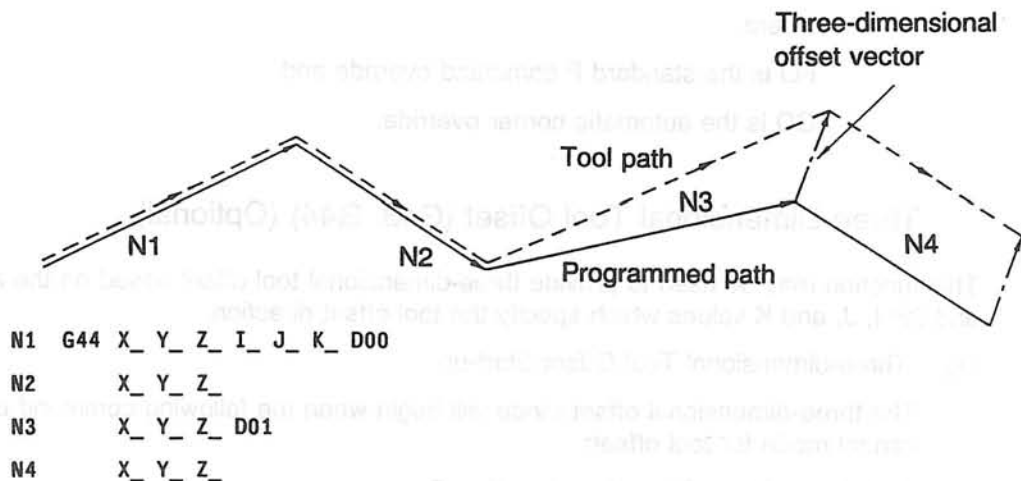 Three-dimensional
offset vector
Tool path
N3
N1
N2
N4
Programmed path
N1 G44 X_ Y_ Z_ I_ J_ K_ D00
N2 X_ Y_ Z_
N3 X_ Y_ Z_ D01
N4 X_ Y_ Z_